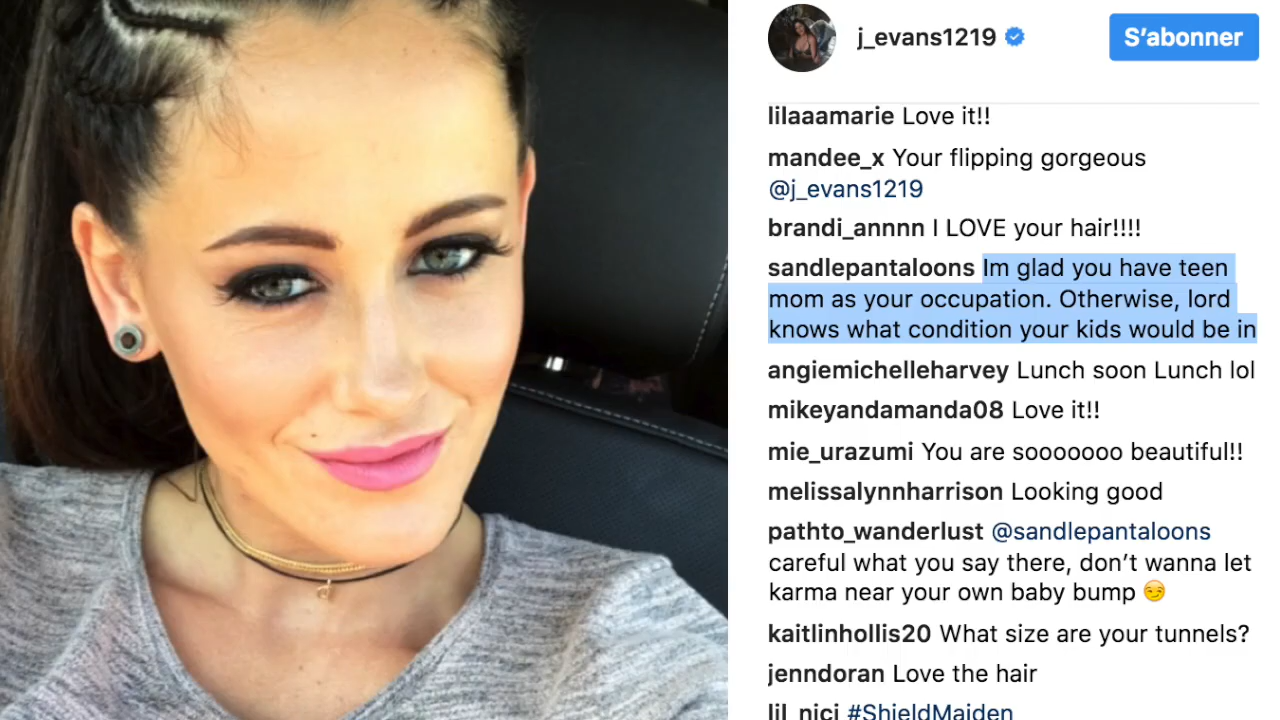 j_evans1219
S'abonner
lilaaamarie Love it!!
mandee_x Your flipping gorgeous
@j_evans1219
brandi_annnn I LOVE your hair!!!!
sandlepantaloons Im glad you have teen
mom as your occupation. Otherwise, lord
knows what condition your kids would be in
angiemichelleharvey Lunch soon Lunch lol
mikeyandamanda08 Love it!!
mie_urazumi You are sooooooo beautiful!!
melissalynnharrison Looking good
pathto_wanderlust @sandlepantaloons
careful what you say there, don’t wanna let
karma near your own baby bump 😏
kaitlinhollis20 What size are your tunnels?
jenndoran Love the hair
lil_nici #ShieldMaiden